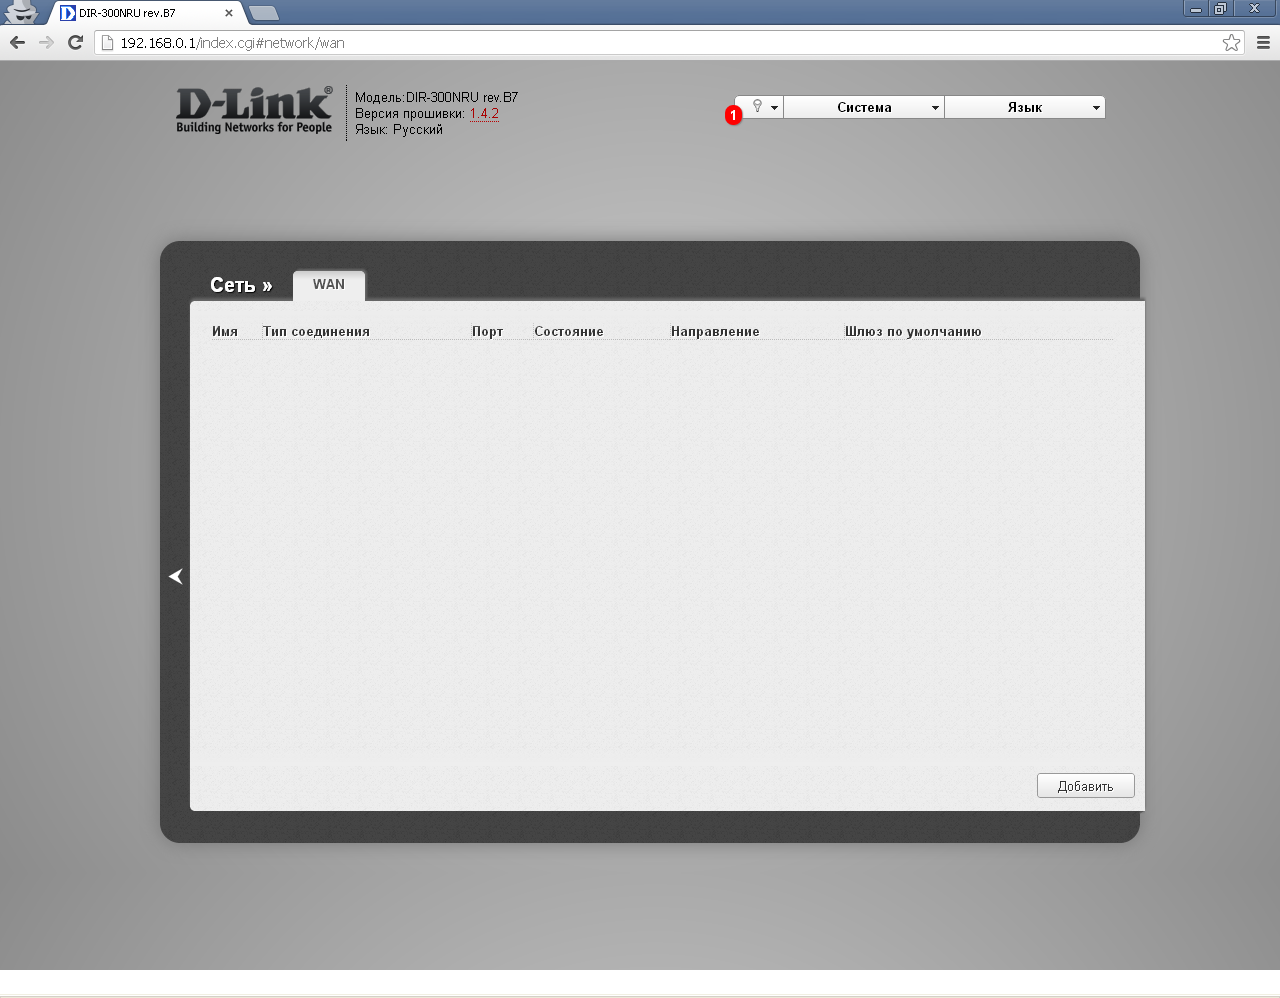 DIR-300NRU rev.B7
192.168.0.1/index.cgi#network/wan
D-Link®
Building Networks for People
Модель:DIR-300NRU rev.B7
Версия прошивки: 1.4.2
Язык: Русский
1
Система
Язык
Сеть »
WAN
Имя Тип соединения Порт Состояние Направление Шлюз по умолчанию
Добавить